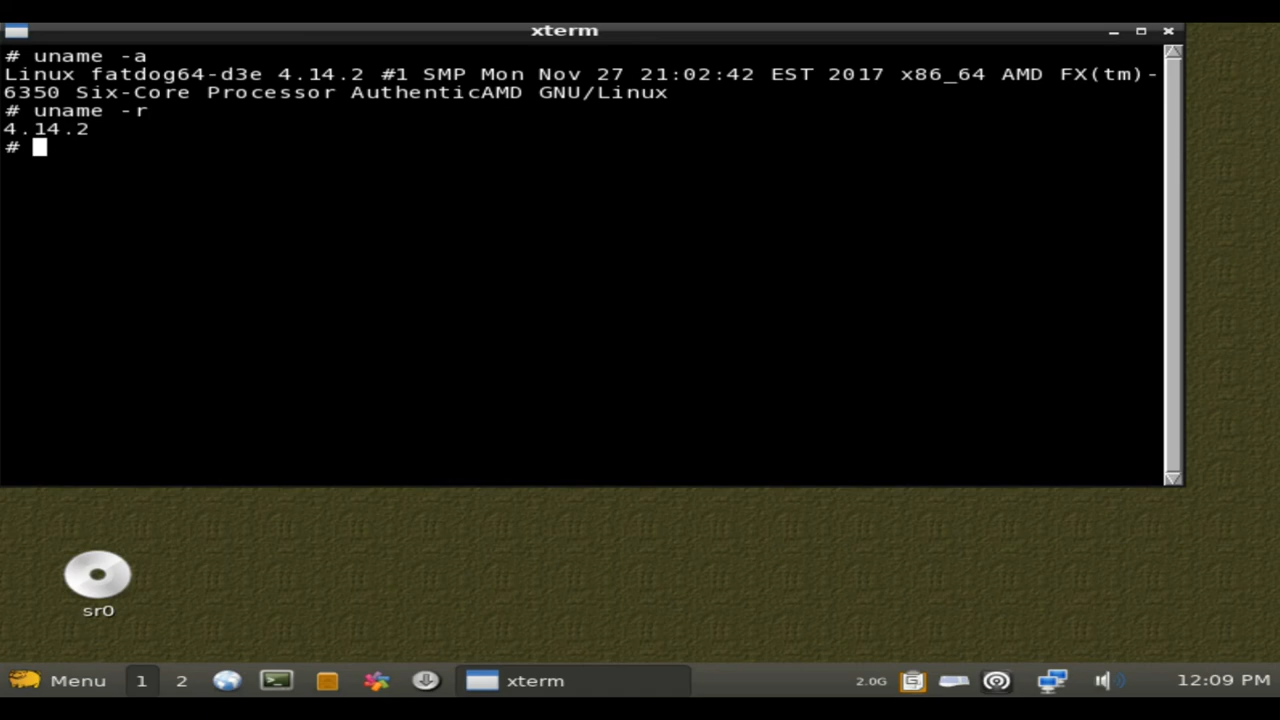 xterm
# uname -a
Linux fatdog64-d3e 4.14.2 #1 SMP Mon Nov 27 21:02:42 EST 2017 x86_64 AMD FX(tm)-
6350 Six-Core Processor AuthenticAMD GNU/Linux
# uname -r
4.14.2
#
sr0
Menu 1 2 xterm 2.0G 12:09 PM